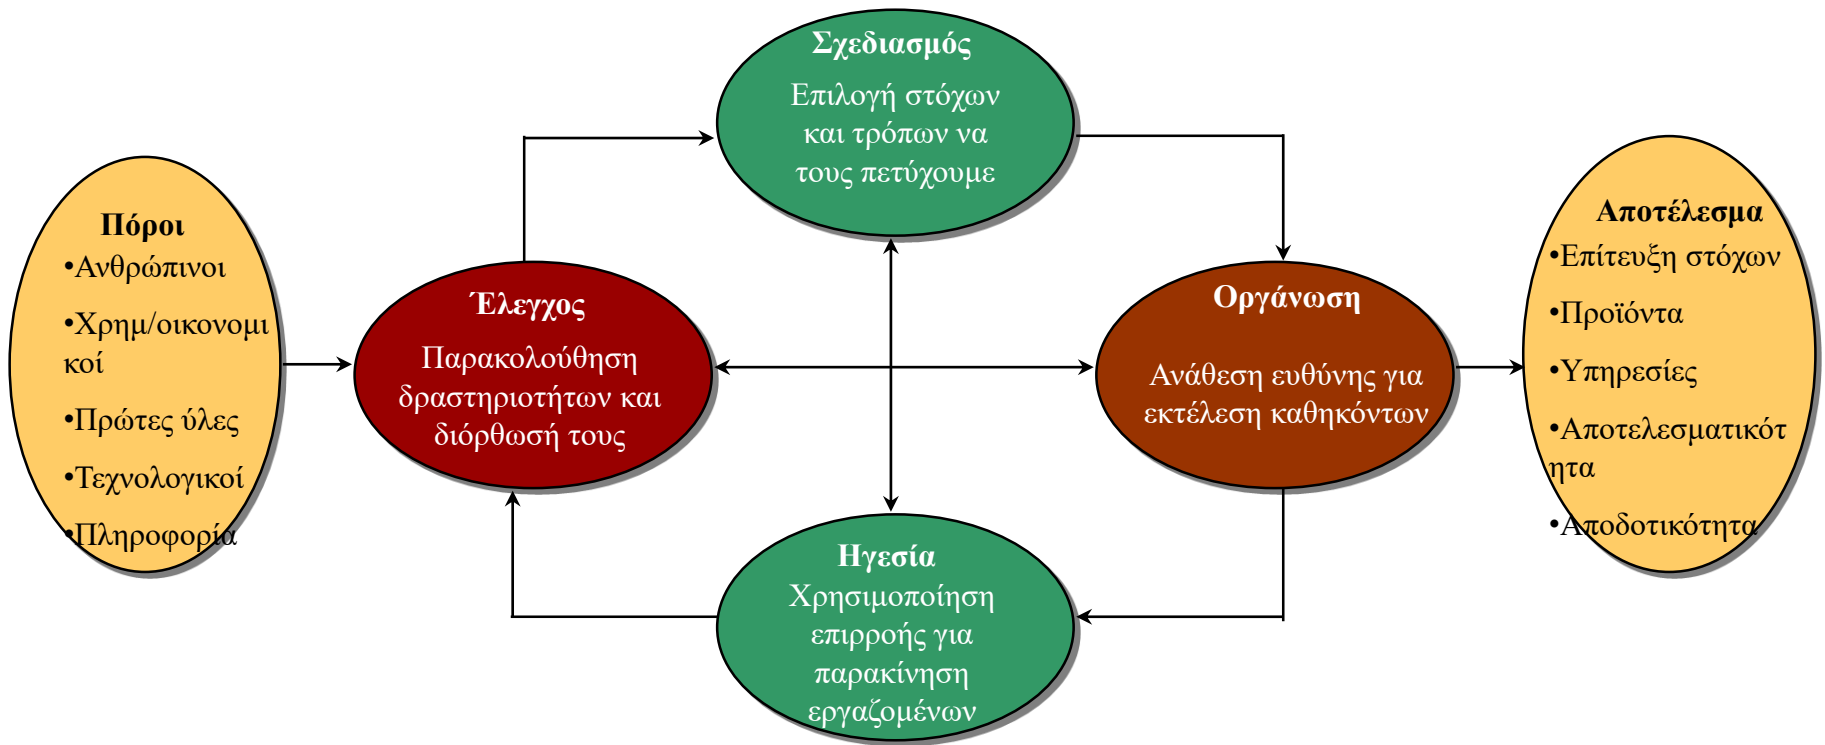 Σχεδιασμός
Επιλογή στόχων
και τρόπων να
τους πετύχουμε
Πόροι
•Ανθρώπινοι
•Χρημ/οικονομι
κοί
•Πρώτες ύλες
•Τεχνολογικοί
•Πληροφορία
Έλεγχος
Παρακολούθηση
δραστηριοτήτων και
διόρθωσή τους
Οργάνωση
Ανάθεση ευθύνης για
εκτέλεση καθηκόντων
Αποτέλεσμα
•Επίτευξη στόχων
•Προϊόντα
•Υπηρεσίες
•Αποτελεσματικότ
ητα
•Αποδοτικότητα
Ηγεσία
Χρησιμοποίηση
επιρροής για
παρακίνηση
εργαζομένων